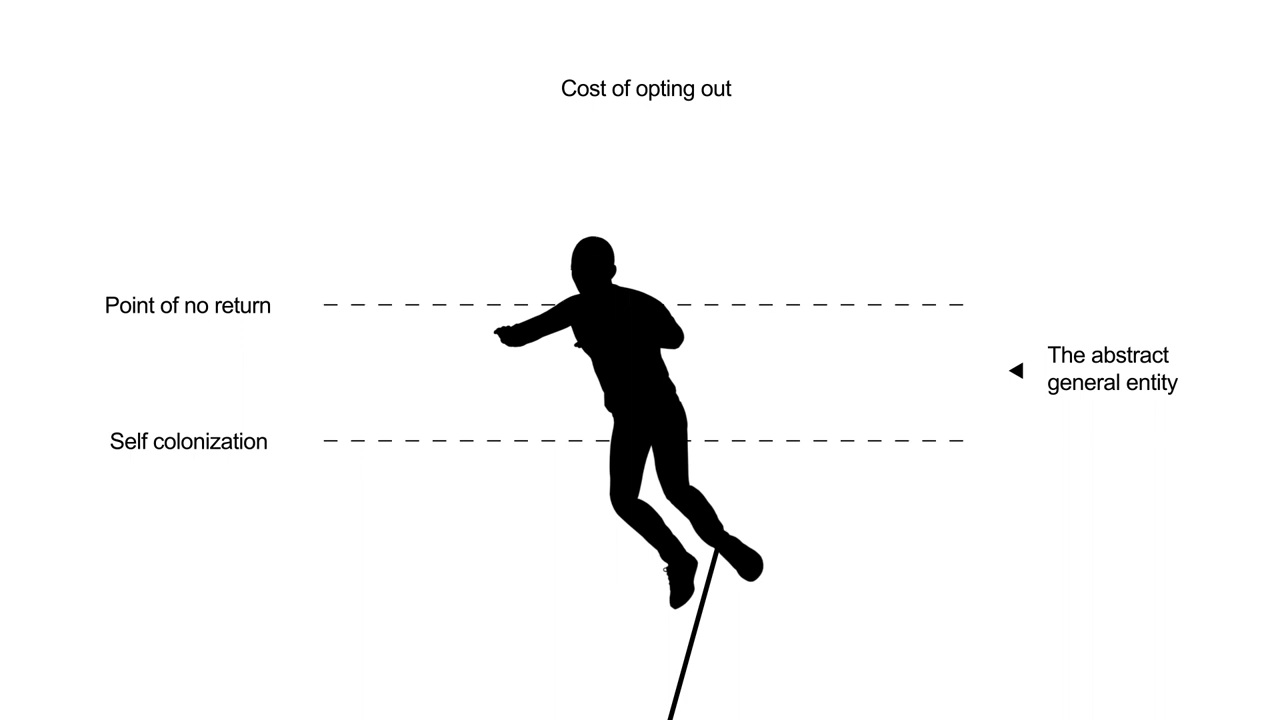 Cost of opting out
Point of no return
The abstract
general entity
Self colonization